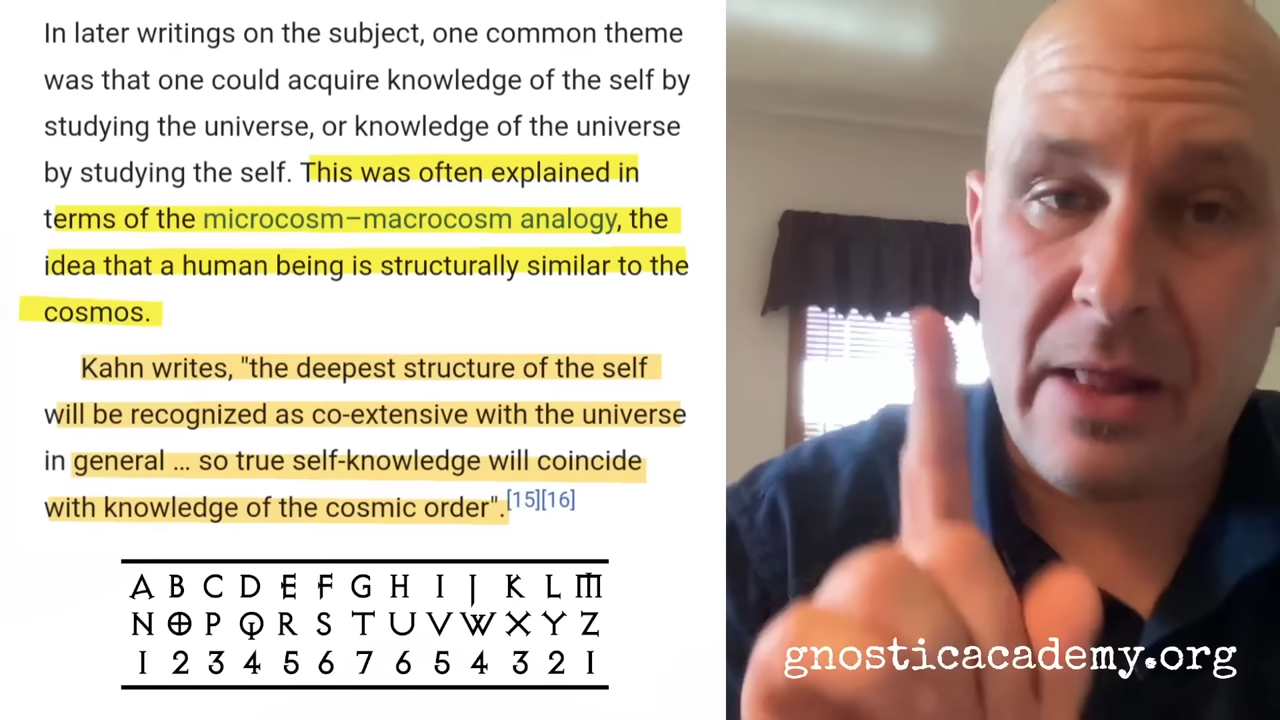 In later writings on the subject, one common theme
was that one could acquire knowledge of the self by
studying the universe, or knowledge of the universe
by studying the self. This was often explained in
terms of the microcosm–macrocosm analogy, the
idea that a human being is structurally similar to the
cosmos.
Kahn writes, "the deepest structure of the self
will be recognized as co-extensive with the universe
in general ... so true self-knowledge will coincide
with knowledge of the cosmic order".[15][16]
A B C D E F G H I J K L M
N O P Q R S T U V W X Y Z
1 2 3 4 5 6 7 6 5 4 3 2 1
gnosticacademy.org